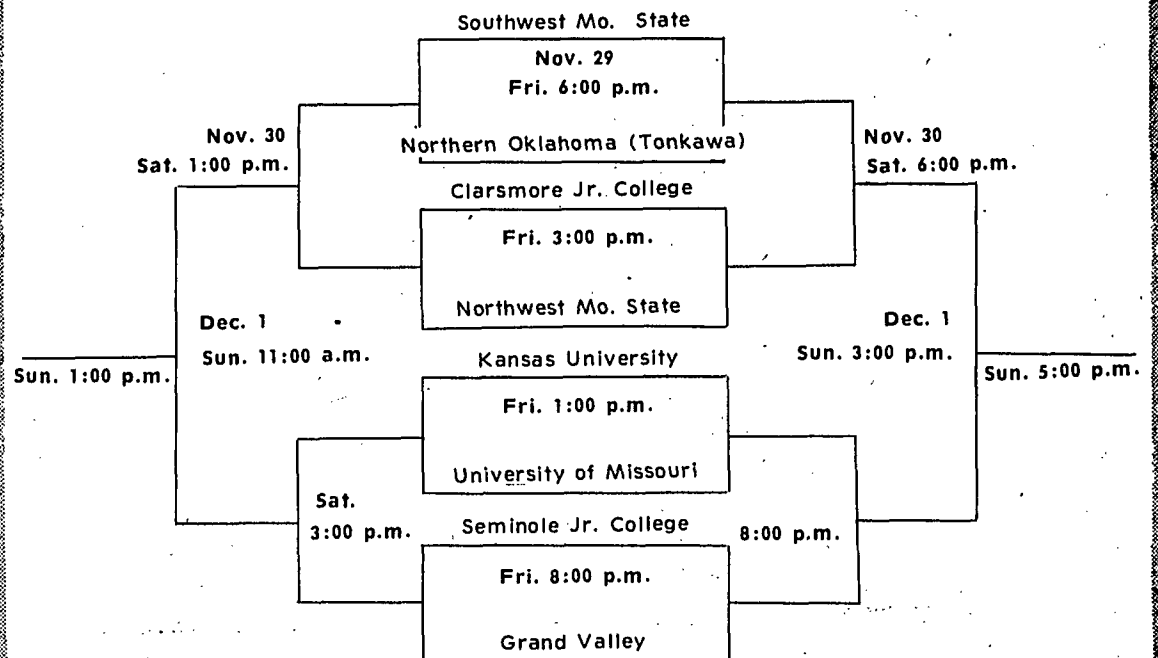 Southwest Mo. State
Nov. 29
Fri. 6:00 p.m.
Northern Oklahoma (Tonkawa)
Nov. 30
Sat. 1:00 p.m.
Nov. 30
Sat. 6:00 p.m.
Clarsmore Jr. College
Fri. 3:00 p.m.
Northwest Mo. State
Dec. 1
Sun. 11:00 a.m.
Dec. 1
Sun. 3:00 p.m.
Sun. 1:00 p.m.
Sun. 5:00 p.m.
Kansas University
Fri. 1:00 p.m.
University of Missouri
Sat.
3:00 p.m.
8:00 p.m.
Seminole Jr. College
Fri. 8:00 p.m.
Grand Valley